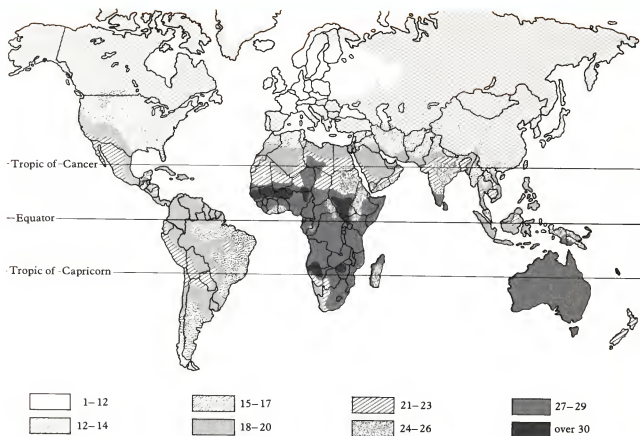 Tropic of Cancer
Equator
Tropic of Capricorn
1–12
15–17
21–23
27–29
12–14
18–20
24–26
over 30